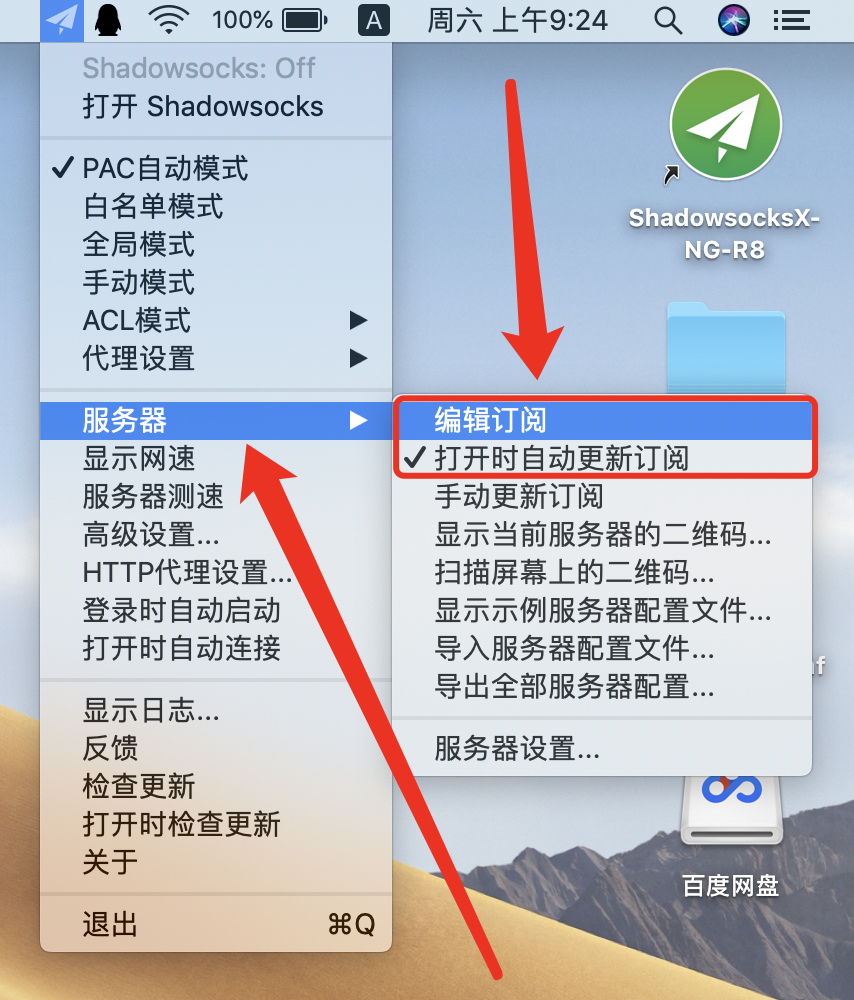 100%
A
周六 上午9:24
Shadowsocks: Off
打开 Shadowsocks
✓ PAC自动模式
白名单模式
全局模式
手动模式
ACL模式 ▶
代理设置 ▶
服务器 ▶
显示网速
服务器测速
高级设置...
HTTP代理设置...
登录时自动启动
打开时自动连接
显示日志...
反馈
检查更新
打开时检查更新
关于
退出 ⌘Q
编辑订阅
✓ 打开时自动更新订阅
手动更新订阅
显示当前服务器的二维码...
扫描屏幕上的二维码...
显示示例服务器配置文件...
导入服务器配置文件...
导出全部服务器配置...
服务器设置...
ShadowsocksX-
NG-R8
百度网盘